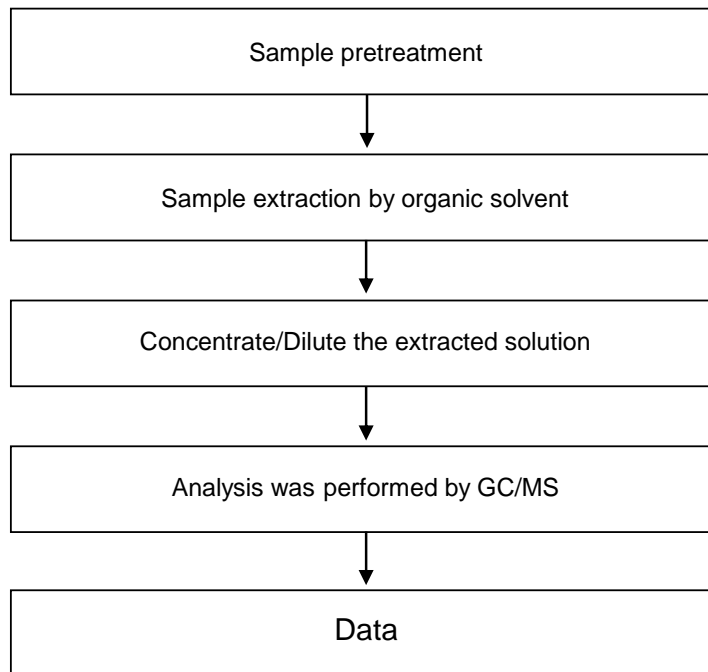 Sample pretreatment
Sample extraction by organic solvent
Concentrate/Dilute the extracted solution
Analysis was performed by GC/MS
Data